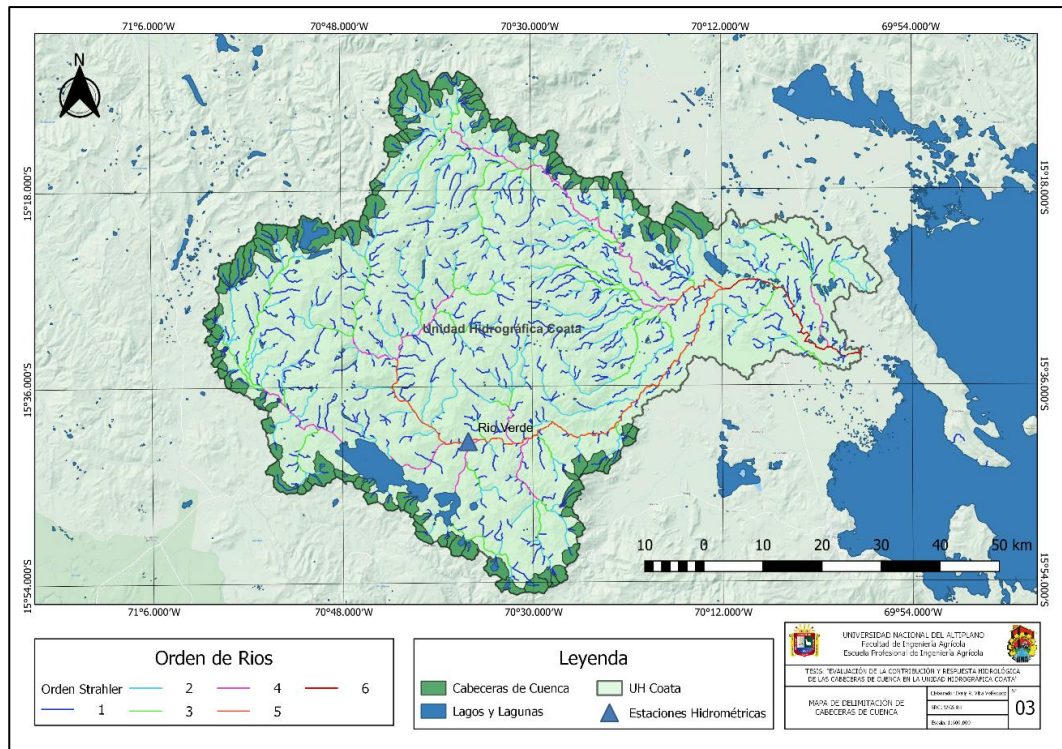 71°6.000'W 70°48.000'W 70°30.000'W 70°12.000'W 69°54.000'W
N
15°18.000'S 15°18.000'S
Unidad Hidrográfica Coata
15°36.000'S 15°36.000'S
Rio Verde
10 0 10 20 30 40 50 km
15°54.000'S 15°54.000'S
71°6.000'W 70°48.000'W 70°30.000'W 70°12.000'W 69°54.000'W
Orden de Rios
Orden Strahler 2 4 6
1 3 5
Leyenda
Cabeceras de Cuenca UH Coata
Lagos y Lagunas Estaciones Hidrométricas
UNIVERSIDAD NACIONAL DEL ALTIPLANO
Facultad de Ingeniería Agrícola
Escuela Profesional de Ingeniería Agrícola
TESIS: "EVALUACIÓN DE LA CONTRIBUCIÓN Y RESPUESTA HIDROLÓGICA
DE LAS CABECERAS DE CUENCA EN LA UNIDAD HIDROGRÁFICA COATA"
MAPA DE DELIMITACIÓN DE
CABECERAS DE CUENCA
N°
03